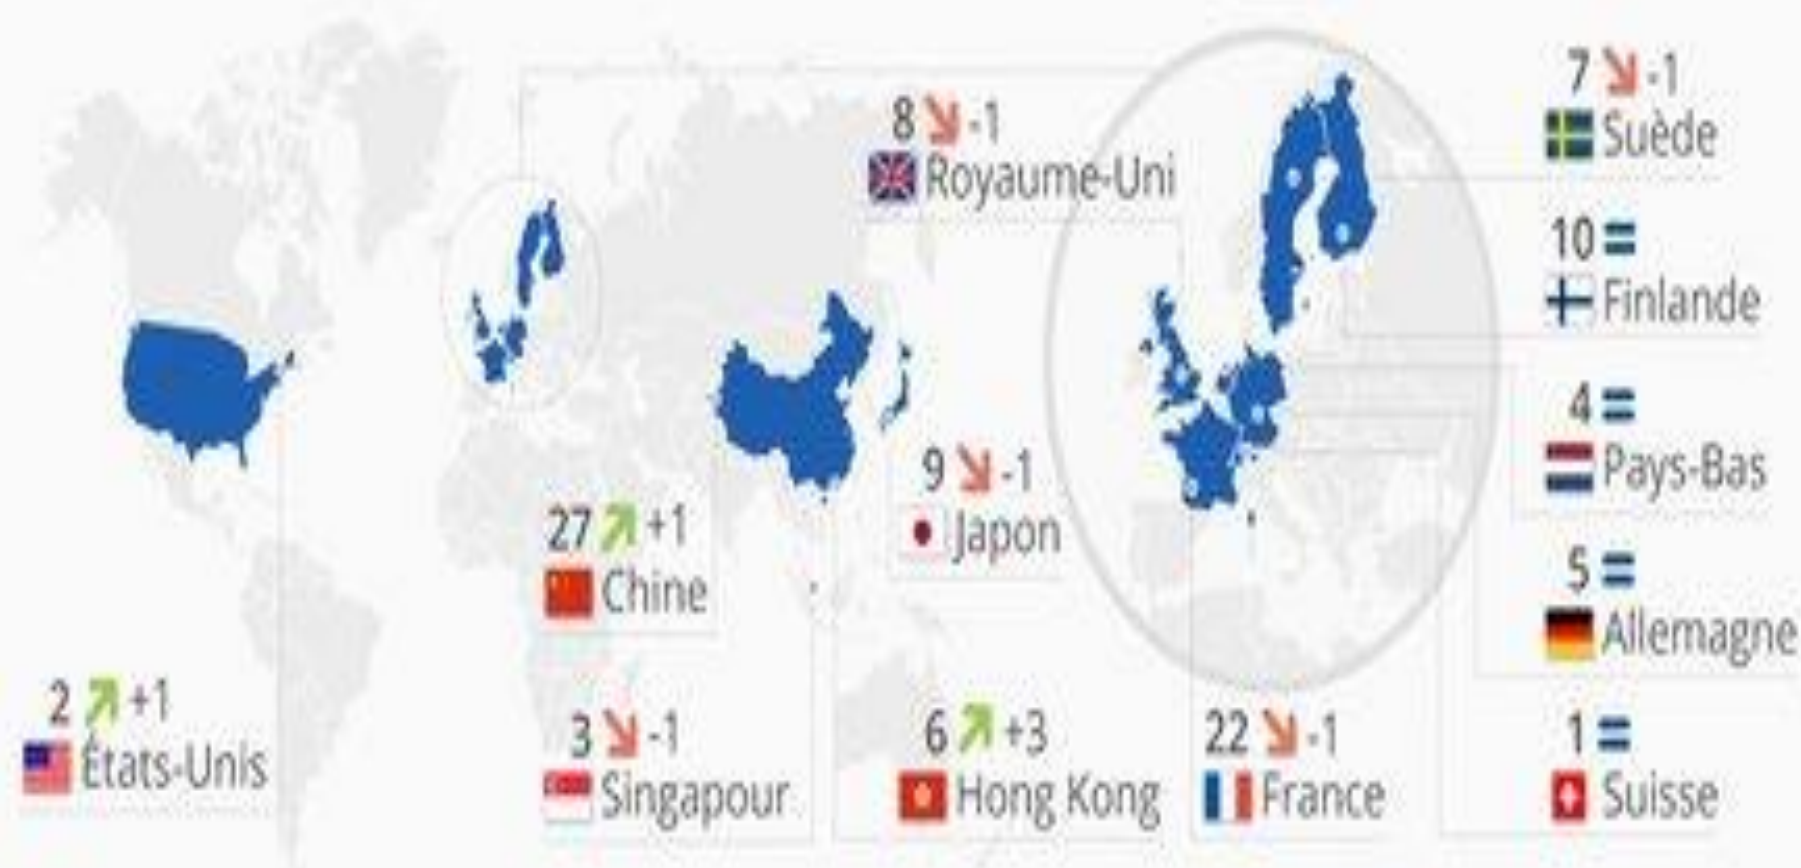 7 -1
Suède
8 -1
Royaume-Uni
10 =
Finlande
4 =
Pays-Bas
9 -1
Japon
27 +1
Chine
5 =
Allemagne
2 +1
États-Unis
3 -1
Singapour
6 +3
Hong Kong
22 -1
France
1 =
Suisse